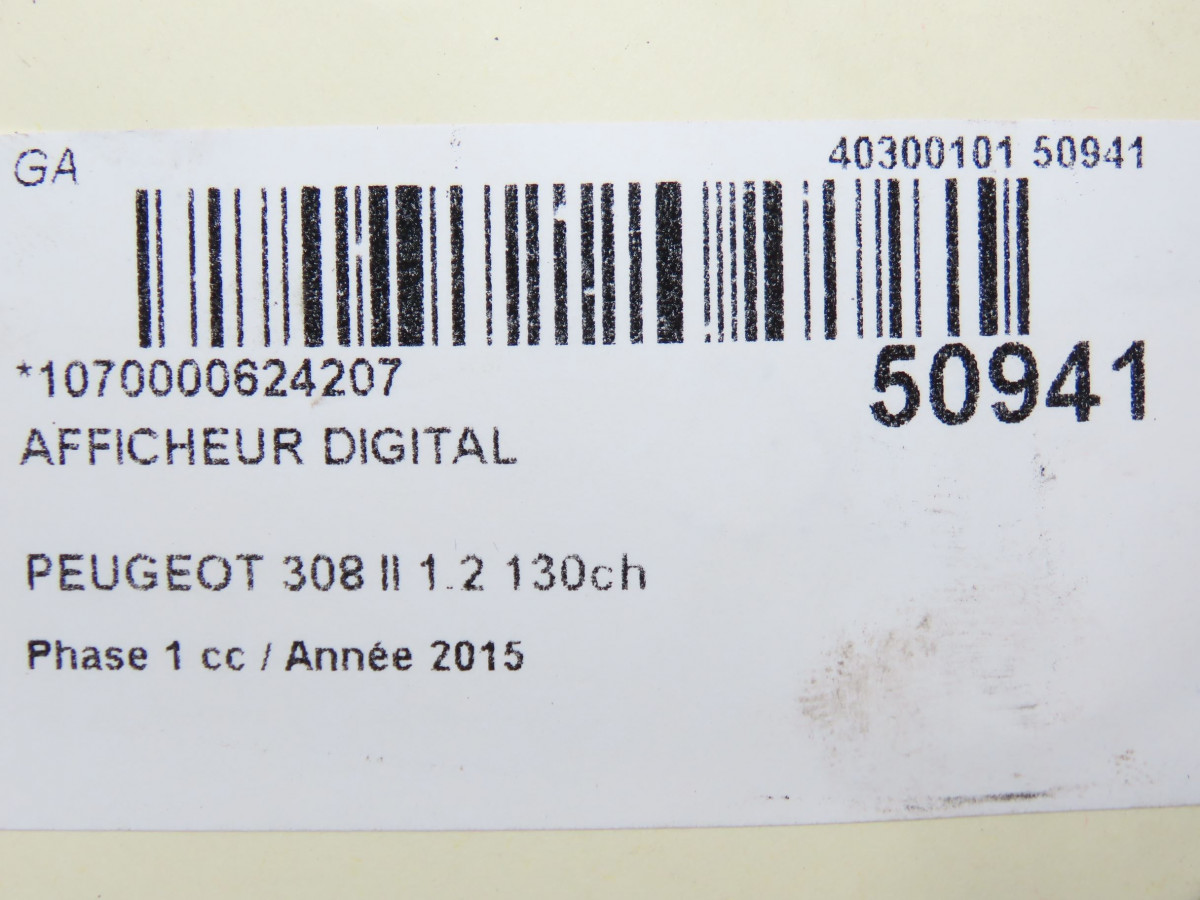 GA
40300101 50941
*1070000624207
50941
AFFICHEUR DIGITAL
PEUGEOT 308 II 1.2 130ch
Phase 1 cc / Année 2015